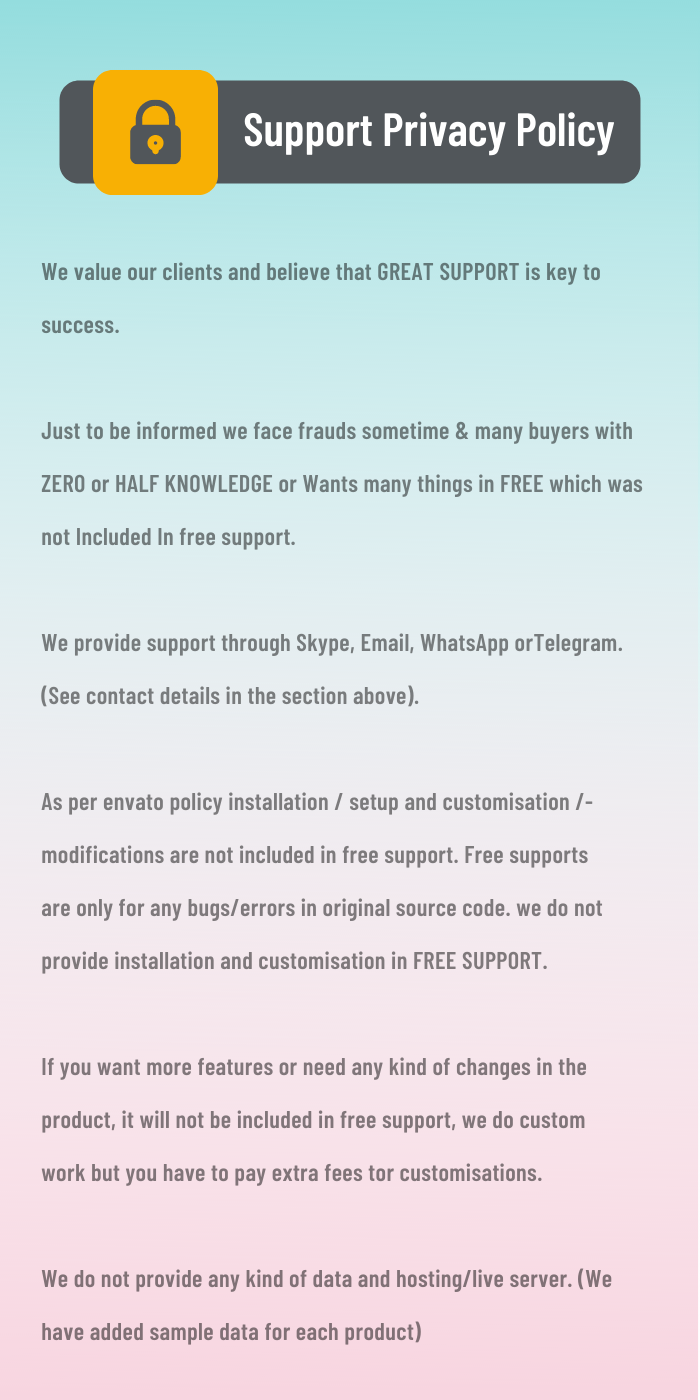 Support Privacy Policy
We value our clients and believe that GREAT SUPPORT is key to
success.
Just to be informed we face frauds sometime & many buyers with
ZERO or HALF KNOWLEDGE or Wants many things in FREE which was
not Included In free support.
We provide support through Skype, Email, WhatsApp orTelegram.
(See contact details in the section above).
As per envato policy installation / setup and customisation /-
modifications are not included in free support. Free supports
are only for any bugs/errors in original source code. we do not
provide installation and customisation in FREE SUPPORT.
If you want more features or need any kind of changes in the
product, it will not be included in free support, we do custom
work but you have to pay extra fees tor customisations.
We do not provide any kind of data and hosting/live server. (We
have added sample data for each product)